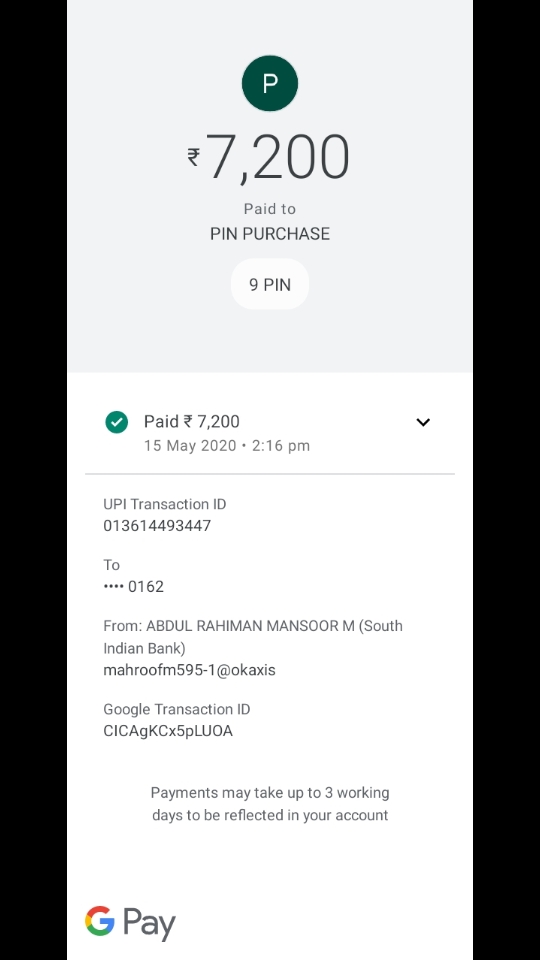 P
₹7,200
Paid to
PIN PURCHASE
9 PIN
Paid ₹ 7,200
15 May 2020 • 2:16 pm
UPI Transaction ID
013614493447
To
•••• 0162
From: ABDUL RAHIMAN MANSOOR M (South
Indian Bank)
mahroofm595-1@okaxis
Google Transaction ID
CICAgKCx5pLUOA
Payments may take up to 3 working
days to be reflected in your account
G Pay